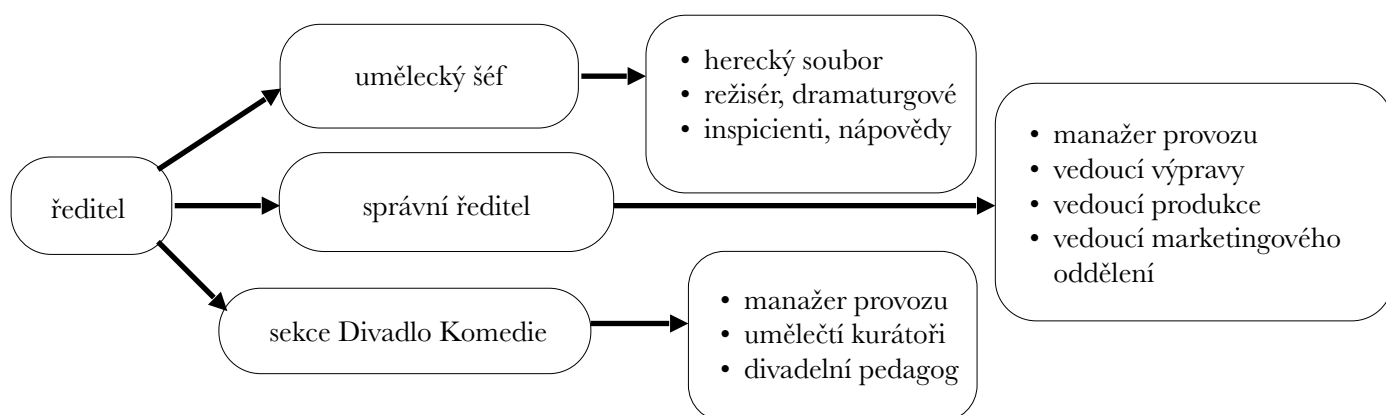 umělecký šéf
• herecký soubor
• režisér, dramaturgové
• inspicienti, nápovědy
ředitel
správní ředitel
• manažer provozu
• vedoucí výpravy
• vedoucí produkce
• vedoucí marketingového
oddělení
sekce Divadlo Komedie
• manažer provozu
• umělečtí kurátoři
• divadelní pedagog